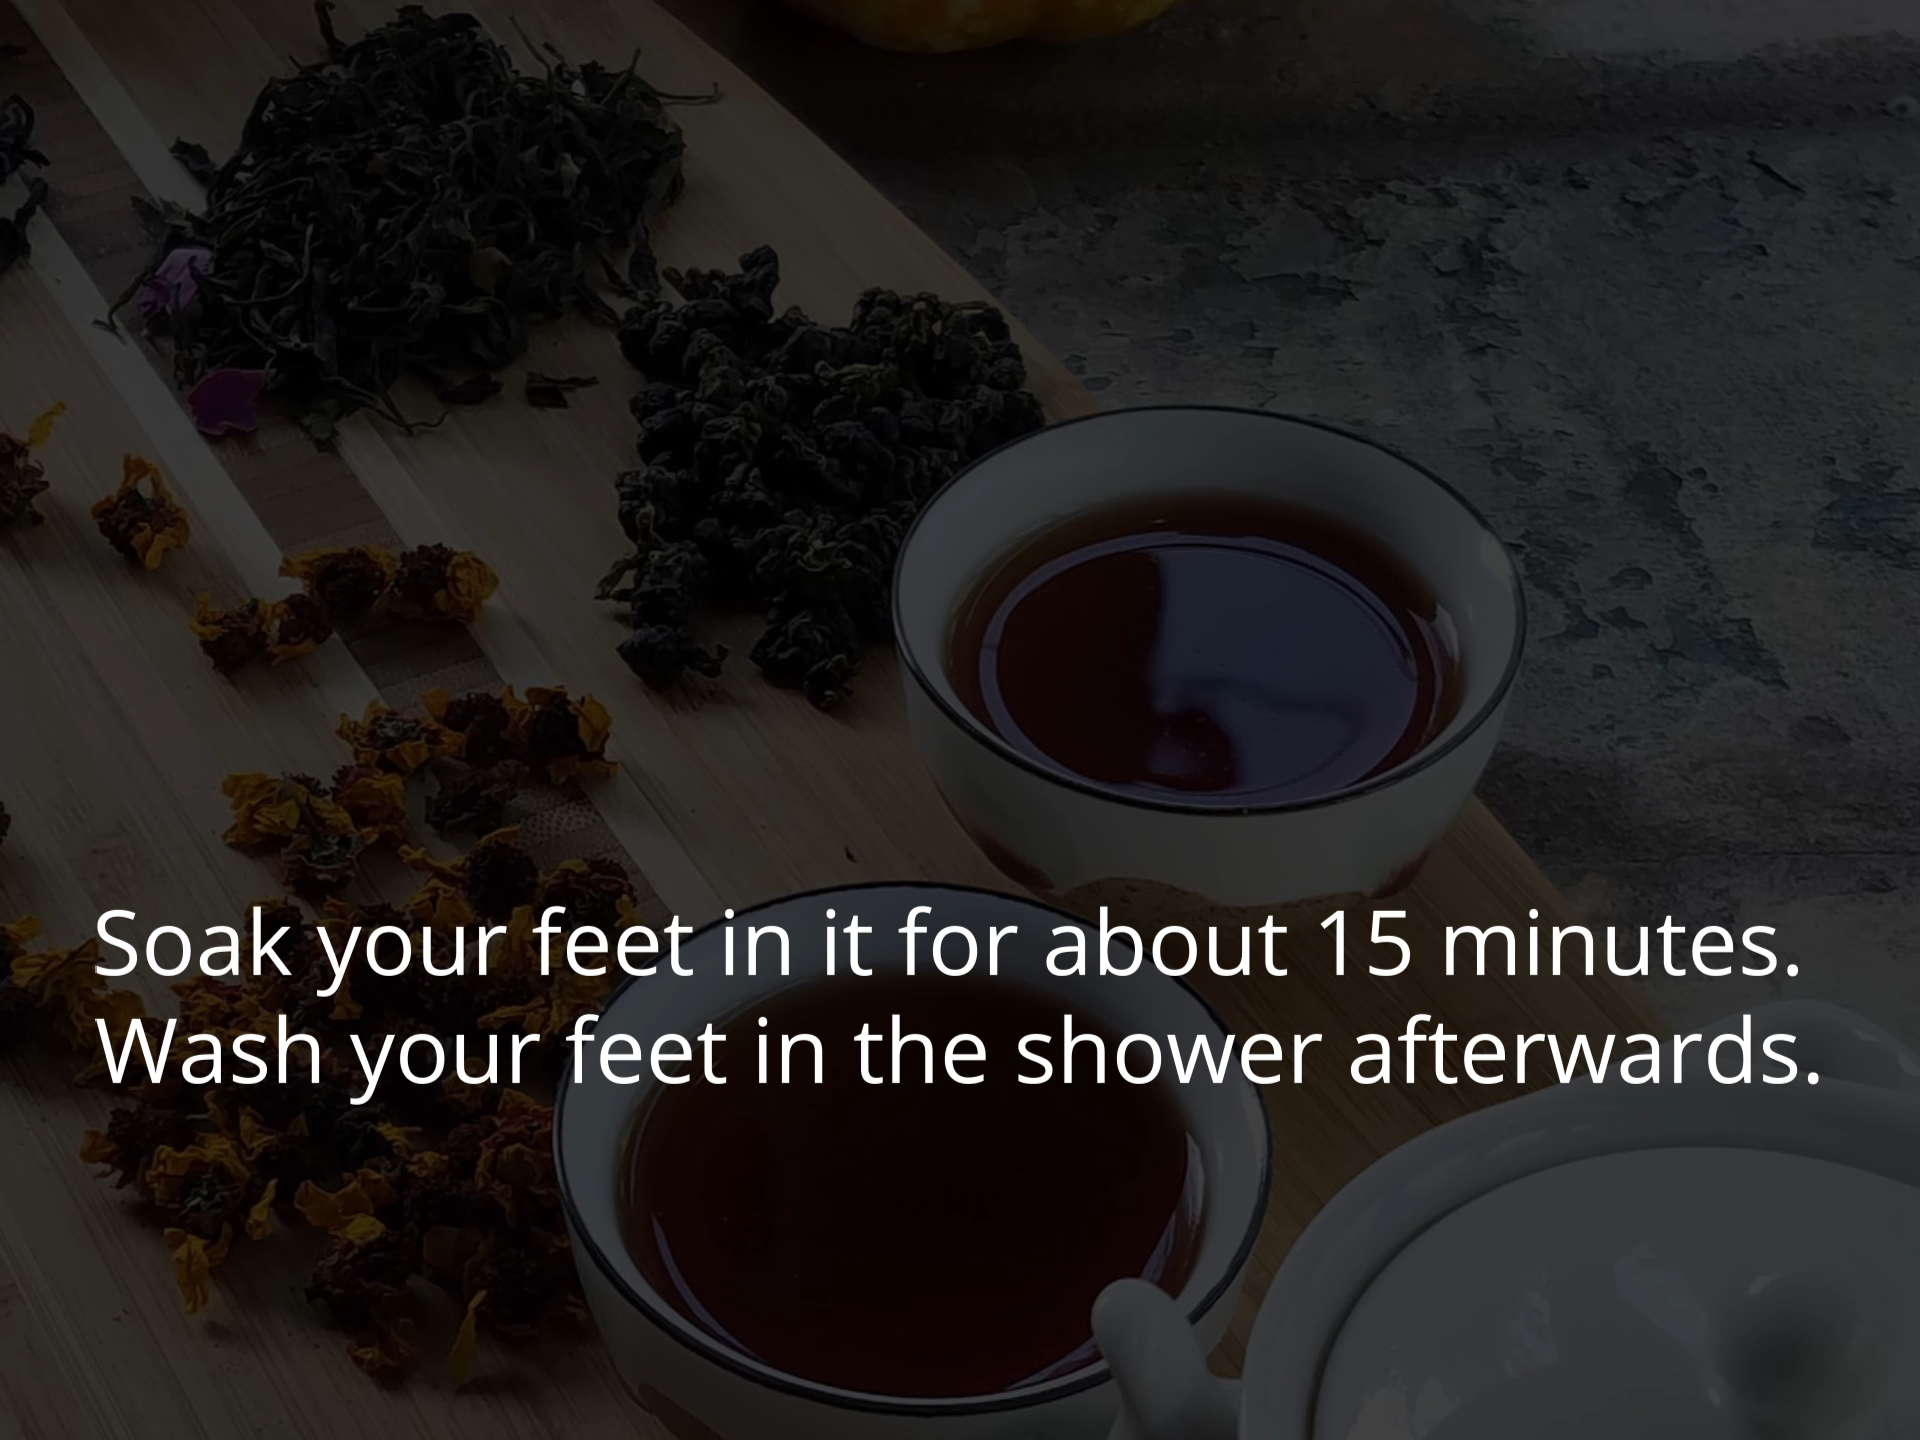 Soak your feet in it for about 15 minutes.
Wash your feet in the shower afterwards.